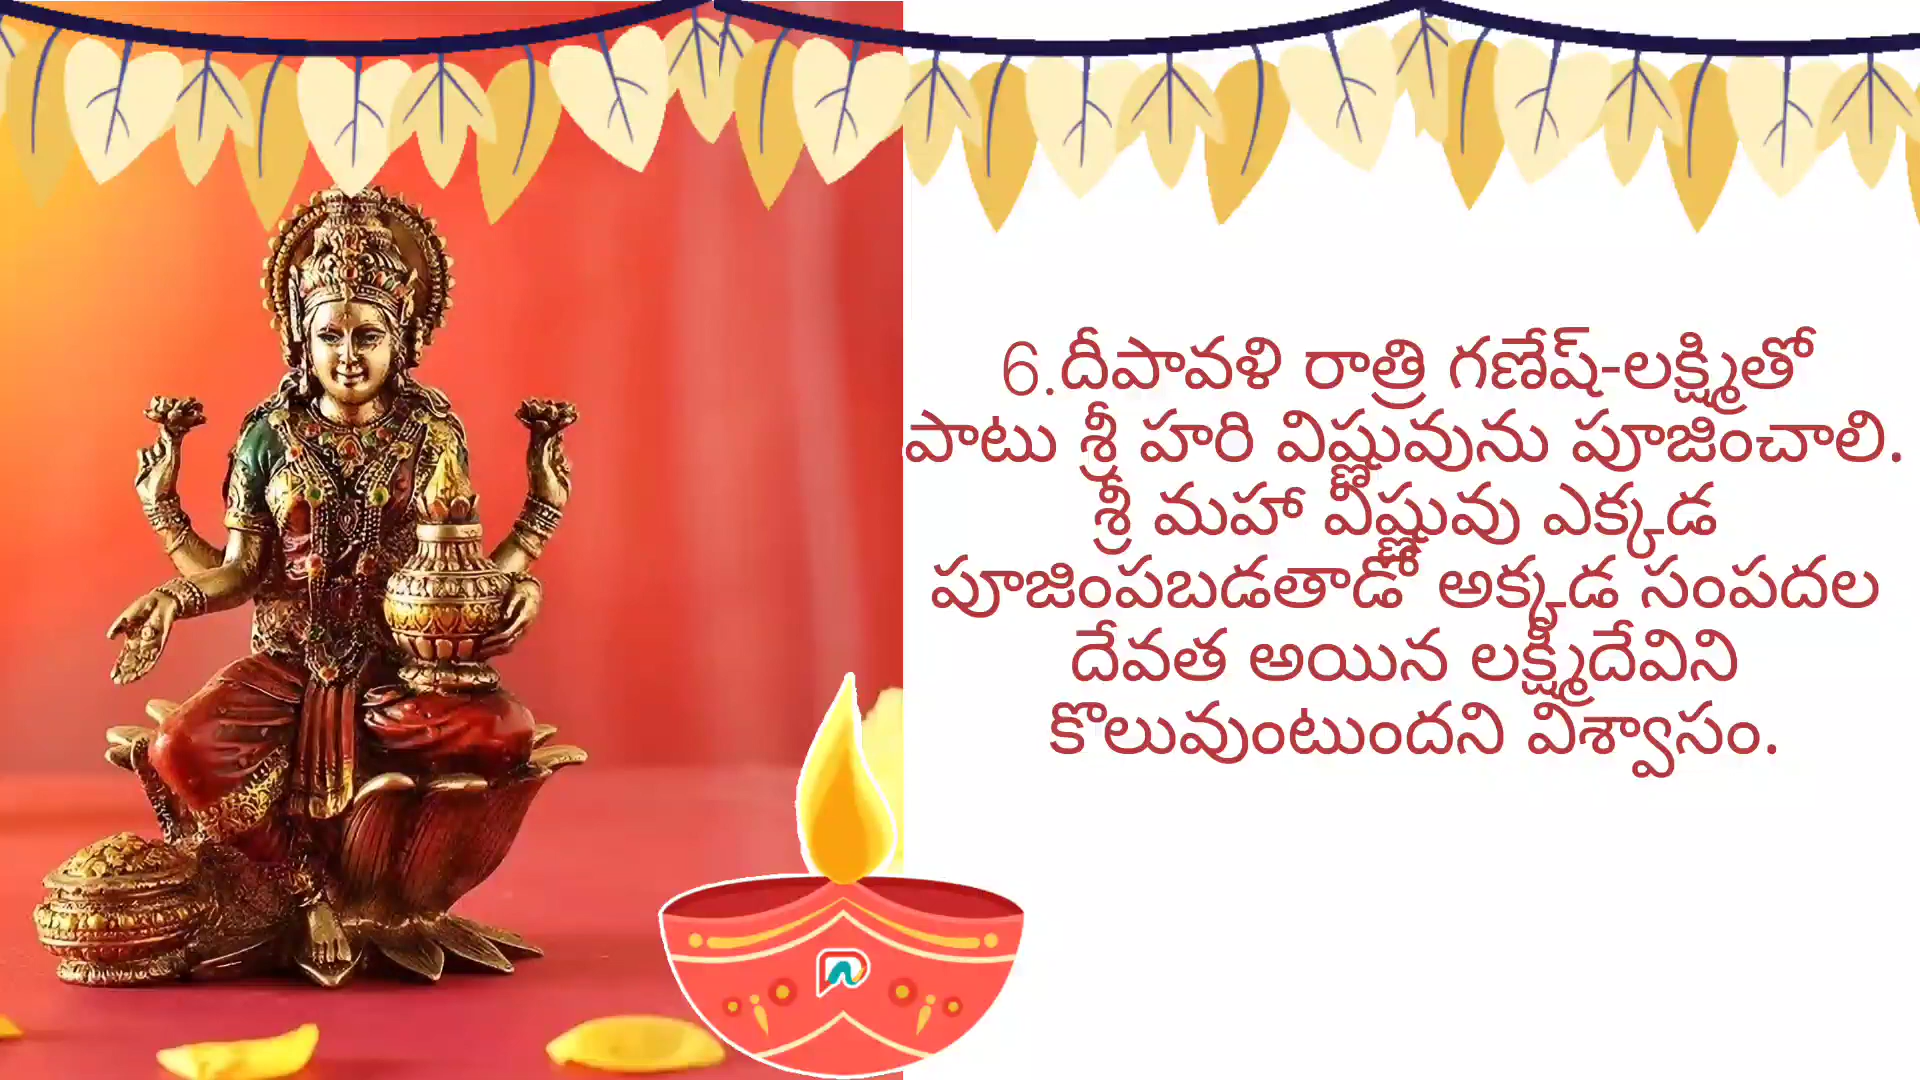 6.దీపావళి రాత్రి గణేష్-లక్ష్మితో
పాటు శ్రీ హరి విష్ణువును పూజించాలి.
శ్రీ మహా విష్ణువు ఎక్కడ
పూజింపబడతాడో అక్కడ సంపదల
దేవత అయిన లక్ష్మిదేవిని
కొలువుంటుందని విశ్వాసం.